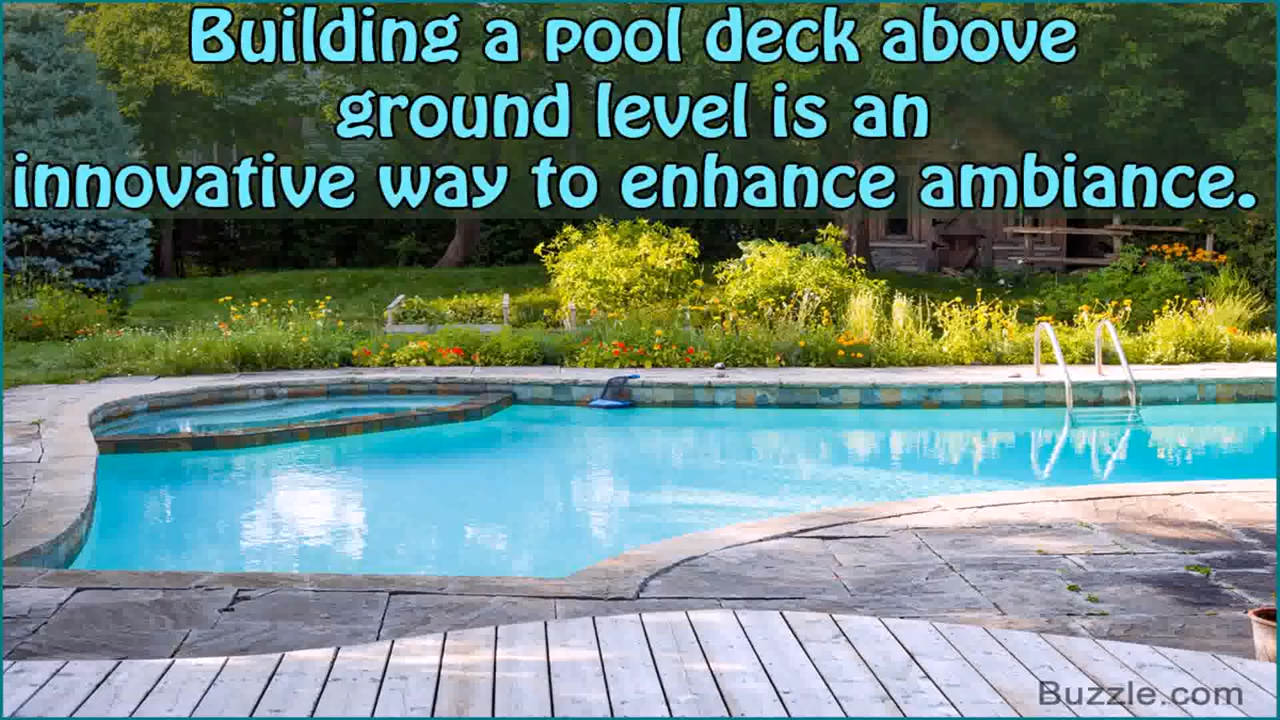 Building a pool deck above
ground level is an
innovative way to enhance ambiance.
Buzzle.com